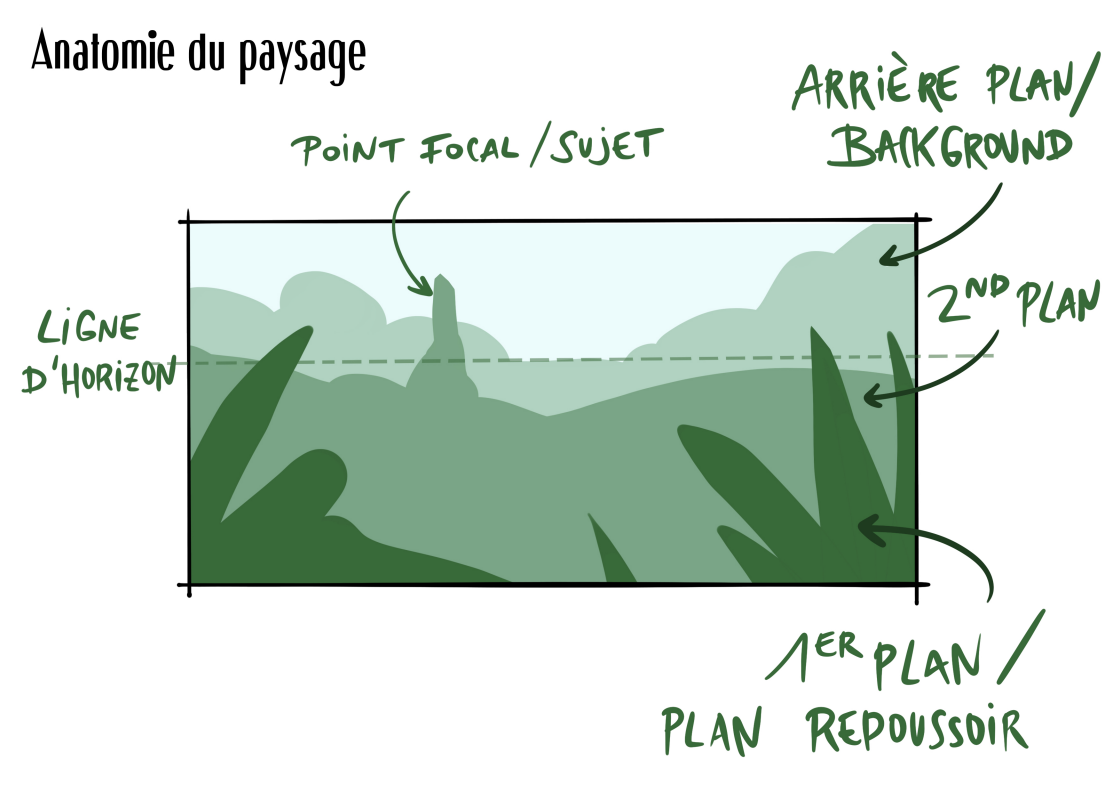 Anatomie du paysage
ARRIÈRE PLAN/
BACKGROUND
POINT FOCAL/SUJET
2ND PLAN
LIGNE
D'HORIZON
1ER PLAN /
PLAN REPOUSSOIR